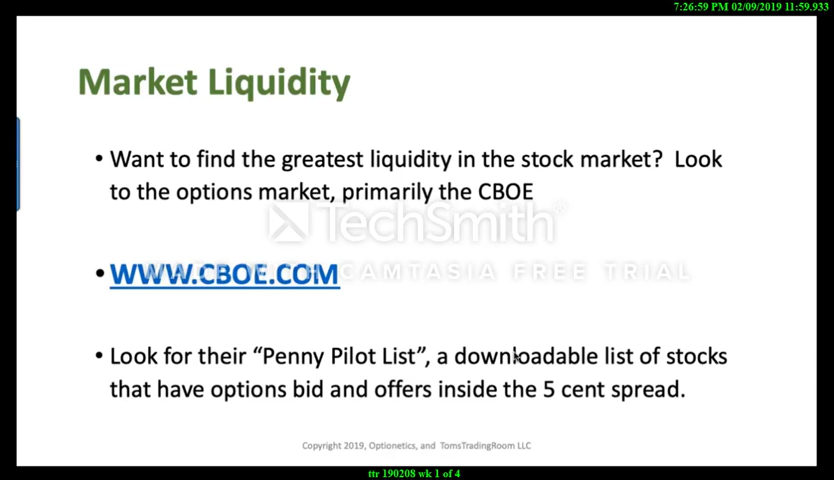 7:26:59 PM 02/09/2019 11:59.933
Market Liquidity
• Want to find the greatest liquidity in the stock market? Look
to the options market, primarily the CBOE
TechSmith®
• WWW.CBOE.COM
MADE WITH CAMTASIA FREE TRIAL
• Look for their “Penny Pilot List”, a downloadable list of stocks
that have options bid and offers inside the 5 cent spread.
Copyright 2019, Optionetics, and TomsTradingRoom LLC
ttr 190208 wk 1 of 4